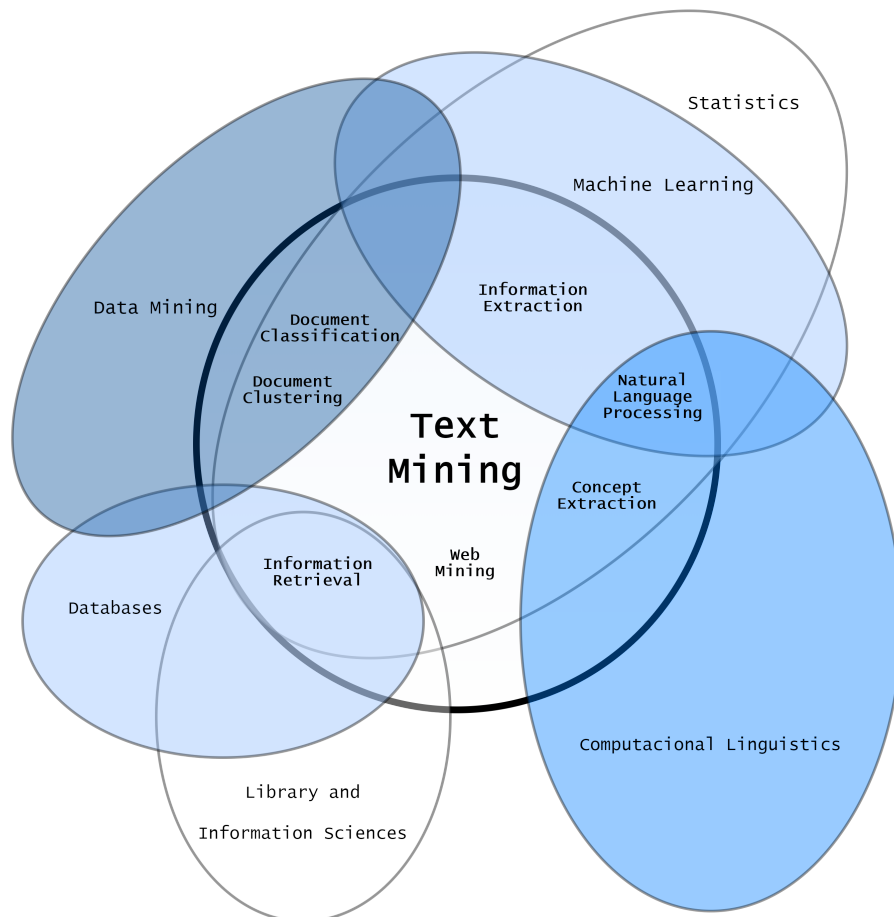 Statistics
Machine Learning
Information
Extraction
Data Mining
Document
Classification
Document
Clustering
Natural
Language
Processing
Text
Mining
Concept
Extraction
Web
Mining
Information
Retrieval
Databases
Computacional Linguistics
Library and
Information Sciences